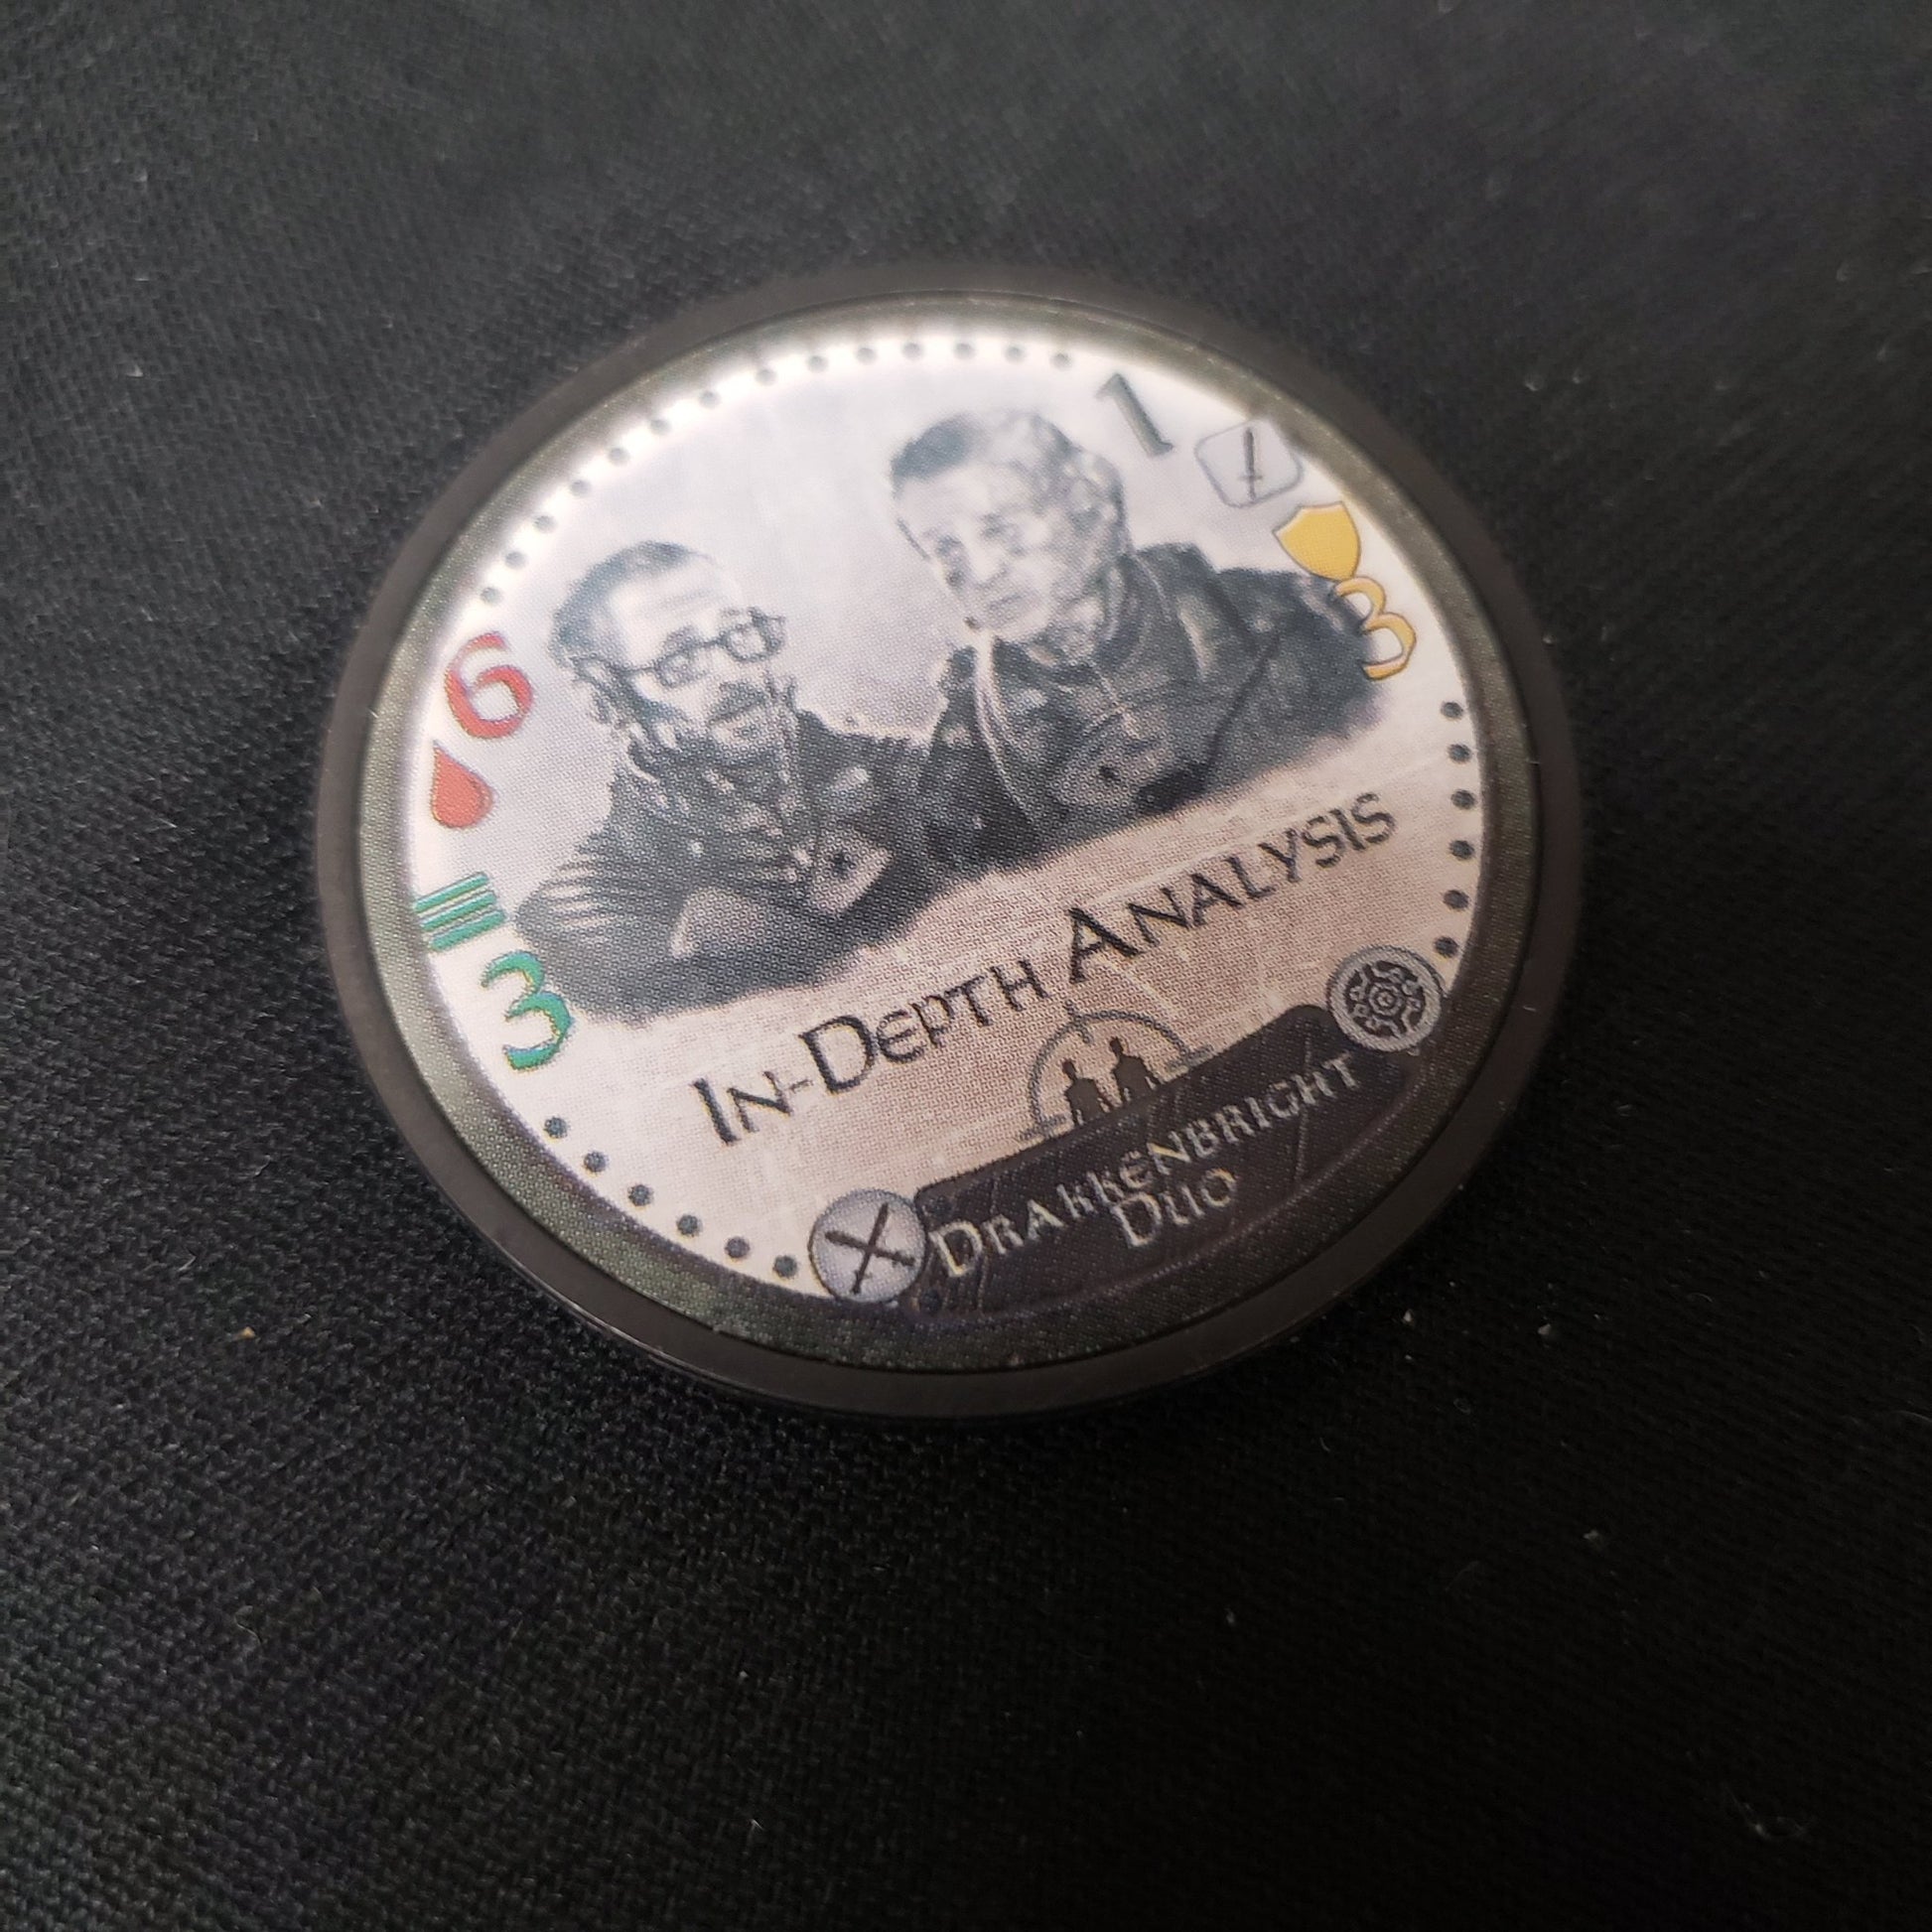 1
3
6
3
In-Depth Analysis
Drakkenbright
Duo